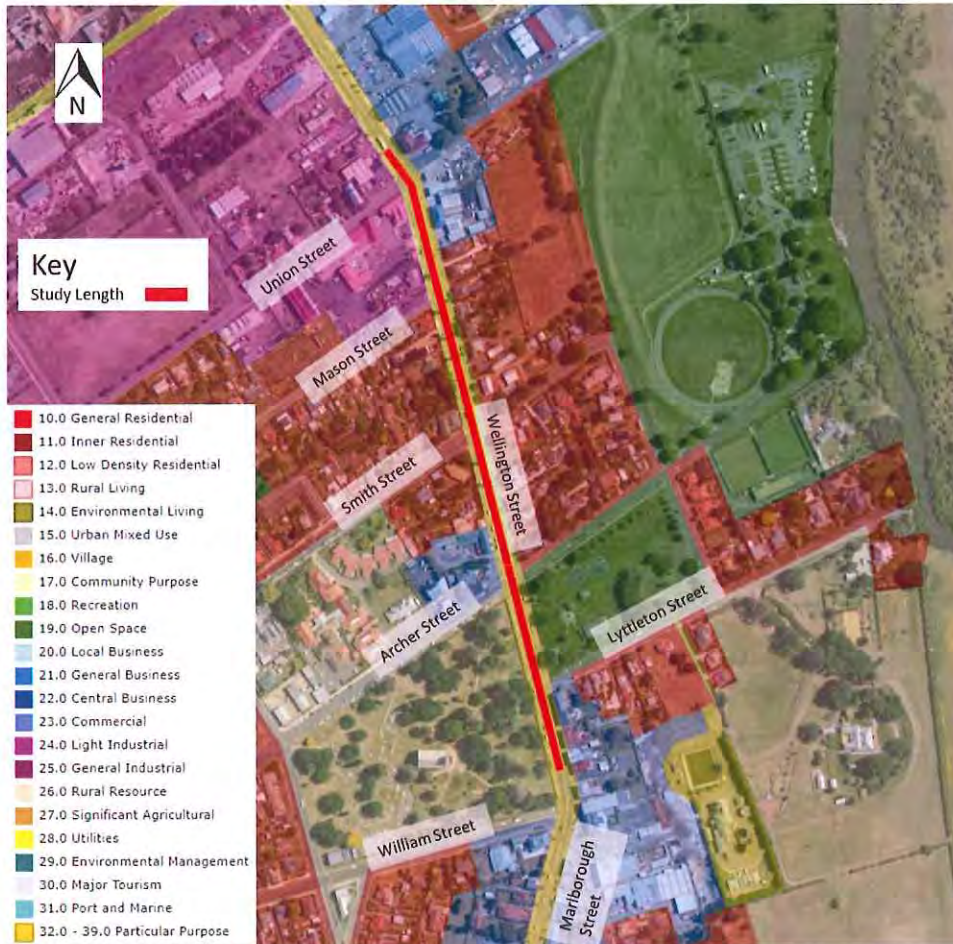 N
Key
Study Length
Union Street
Mason Street
Wellington Street
Smith Street
Archer Street
Lyttleton Street
William Street
Marlborough
Street
10.0 General Residential
11.0 Inner Residential
12.0 Low Density Residential
13.0 Rural Living
14.0 Environmental Living
15.0 Urban Mixed Use
16.0 Village
17.0 Community Purpose
18.0 Recreation
19.0 Open Space
20.0 Local Business
21.0 General Business
22.0 Central Business
23.0 Commercial
24.0 Light Industrial
25.0 General Industrial
26.0 Rural Resource
27.0 Significant Agricultural
28.0 Utilities
29.0 Environmental Management
30.0 Major Tourism
31.0 Port and Marine
32.0 - 39.0 Particular Purpose